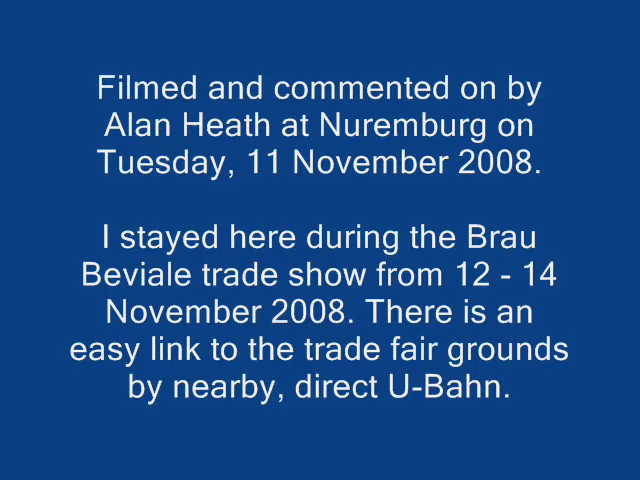 Filmed and commented on by
Alan Heath at Nuremburg on
Tuesday, 11 November 2008.
I stayed here during the Brau
Beviale trade show from 12 - 14
November 2008. There is an
easy link to the trade fair grounds
by nearby, direct U-Bahn.